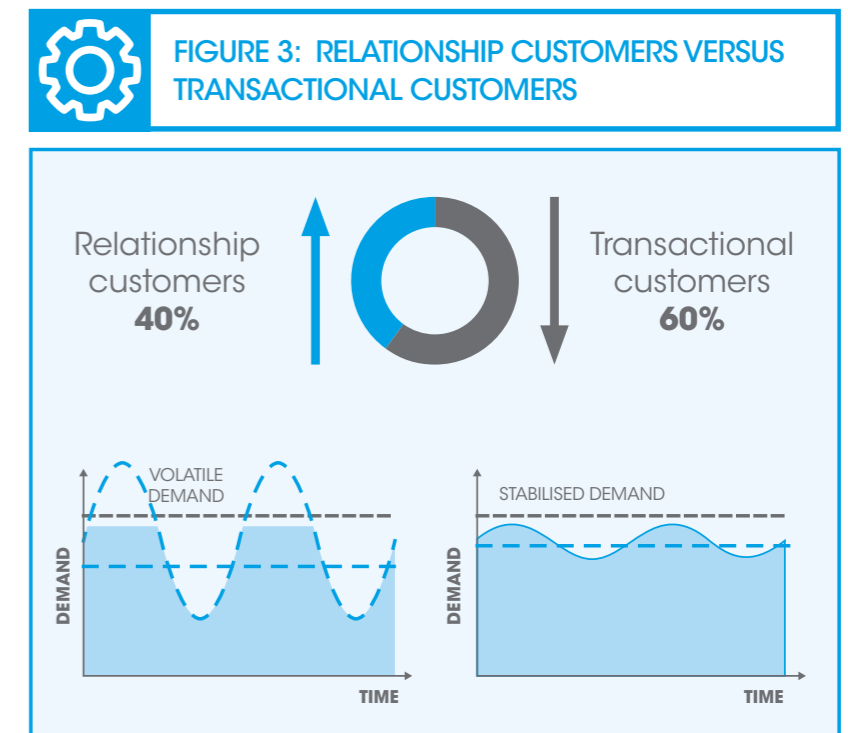 FIGURE 3: RELATIONSHIP CUSTOMERS VERSUS
TRANSACTIONAL CUSTOMERS
Relationship
customers
40%
Transactional
customers
60%
VOLATILE
DEMAND
DEMAND
TIME
STABILISED DEMAND
DEMAND
TIME